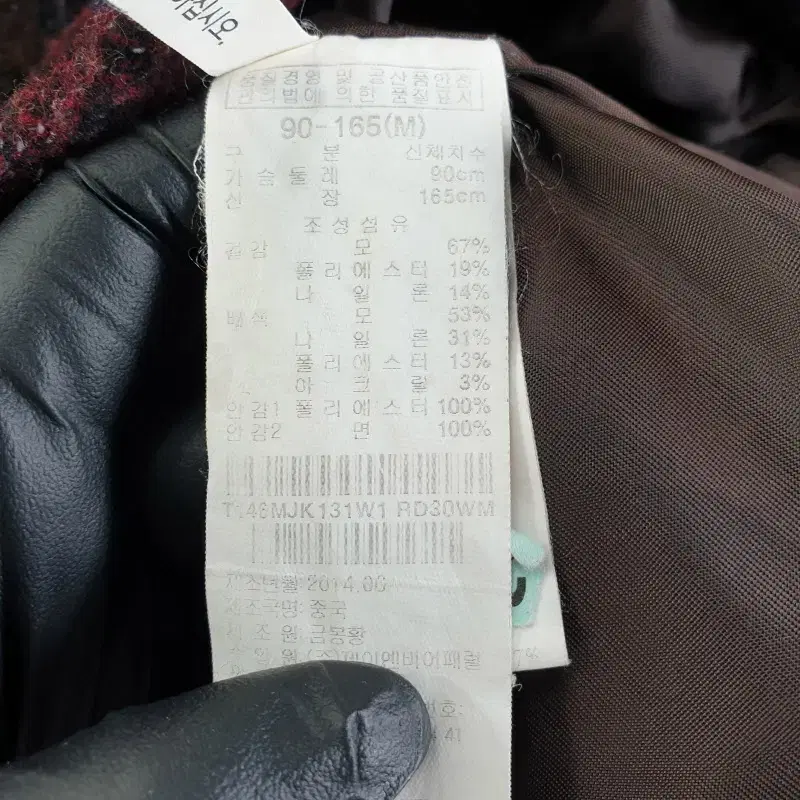 품질경영 및 공산품안전
관리법에 의한 품질표시
90-165(M)
구 분 신체치수
가슴둘레 90cm
신 장 165cm
조성섬유
겉감 모 67%
폴리에스터 19%
나 일 론 14%
배색 모 53%
나 일 론 31%
폴리에스터 13%
아 크 릴 3%
안감1 폴리에스터 100%
안감2 면 100%
RD30WM
제조년월 2014.06
제조국명: 중국
제 조 원 금봉황
번호:
41